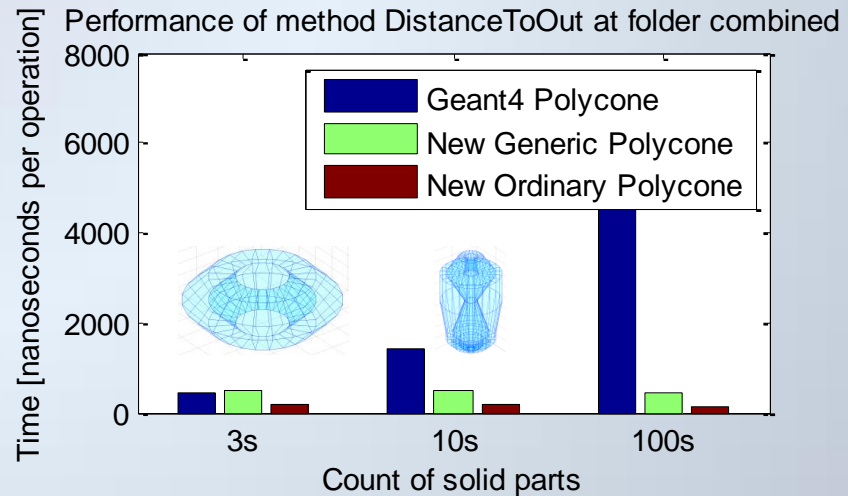 Performance of method DistanceToOut at folder combined
Time [nanoseconds per operation]
8000
6000
4000
2000
0
Geant4 Polycone
New Generic Polycone
New Ordinary Polycone
3s
10s
100s
Count of solid parts